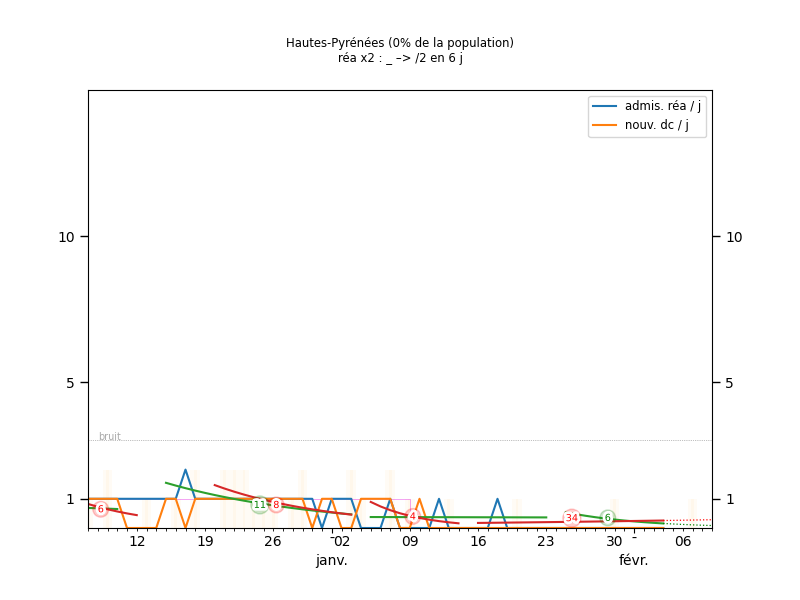 Hautes-Pyrénées (0% de la population)
réa x2 : _ –> /2 en 6 j
admis. réa / j
nouv. dc / j
10 10
5 5
bruit
1 1
6 11 8 4 34 6
12 19 26 - 02 09 16 23 30 - 06
janv. févr.